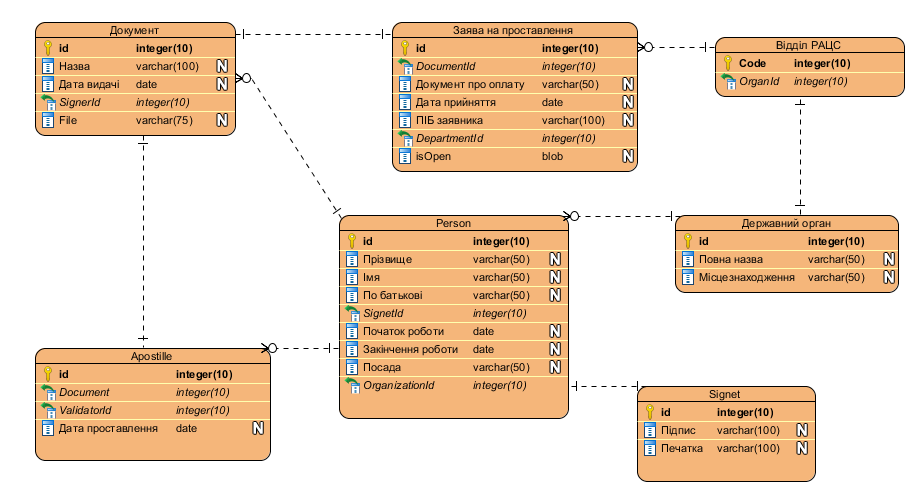 Документ
id integer(10)
Назва varchar(100) N
Дата видачі date N
SignerId integer(10)
File varchar(75) N
Заява на проставлення
id integer(10)
DocumentId integer(10)
Документ про оплату varchar(50) N
Дата прийняття date N
ПІБ заявника varchar(100) N
DepartmentId integer(10)
isOpen blob N
Відділ РАЦС
Code integer(10)
OrganId integer(10)
Person
id integer(10)
Прізвище varchar(50) N
Імя varchar(50) N
По батькові varchar(50) N
SignetId integer(10)
Початок роботи date N
Закінчення роботи date N
Посада varchar(50) N
OrganizationId integer(10)
Державний орган
id integer(10)
Повна назва varchar(50) N
Місцезнаходження varchar(50) N
Apostille
id integer(10)
Document integer(10)
ValidatorId integer(10)
Дата проставлення date N
Signet
id integer(10)
Підпис varchar(100) N
Печатка varchar(100) N